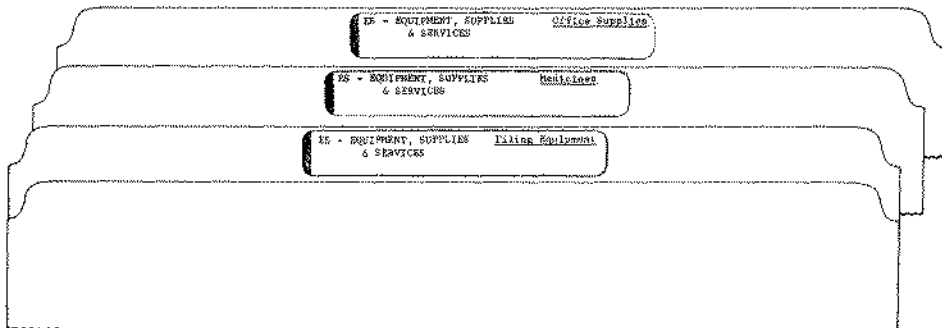 ES - EQUIPMENT, SUPPLIES Office Supplies
& SERVICES
ES - EQUIPMENT, SUPPLIES Medicines
& SERVICES
ES - EQUIPMENT, SUPPLIES Filing Equipment
& SERVICES